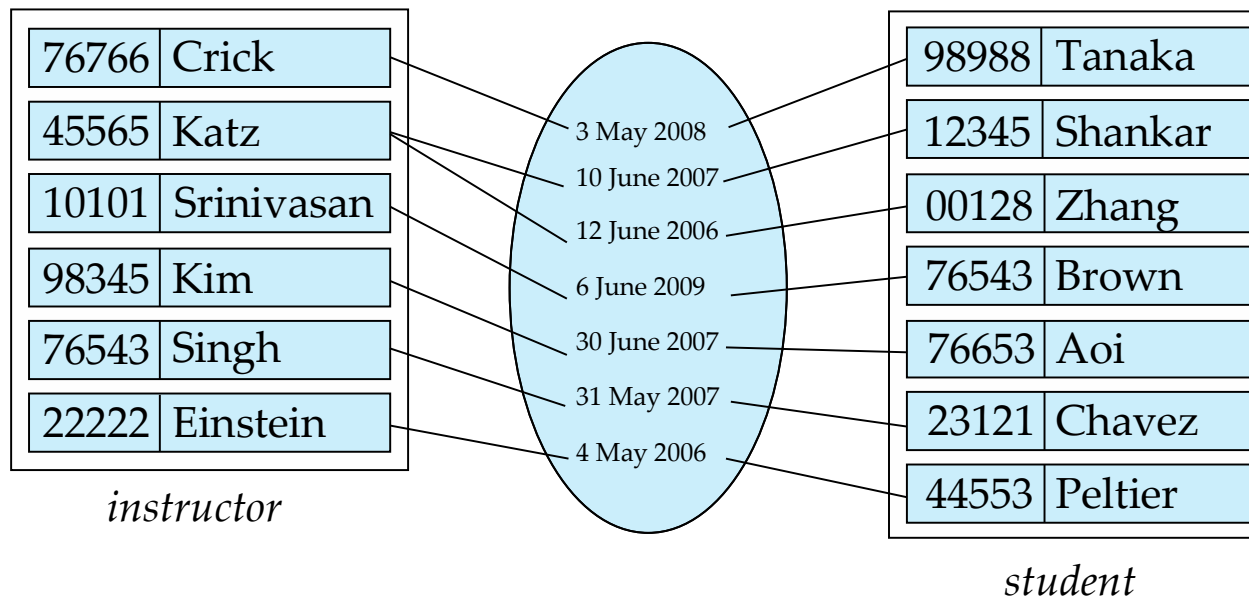 76766 Crick
45565 Katz
10101 Srinivasan
98345 Kim
76543 Singh
22222 Einstein
instructor
3 May 2008
10 June 2007
12 June 2006
6 June 2009
30 June 2007
31 May 2007
4 May 2006
98988 Tanaka
12345 Shankar
00128 Zhang
76543 Brown
76653 Aoi
23121 Chavez
44553 Peltier
student